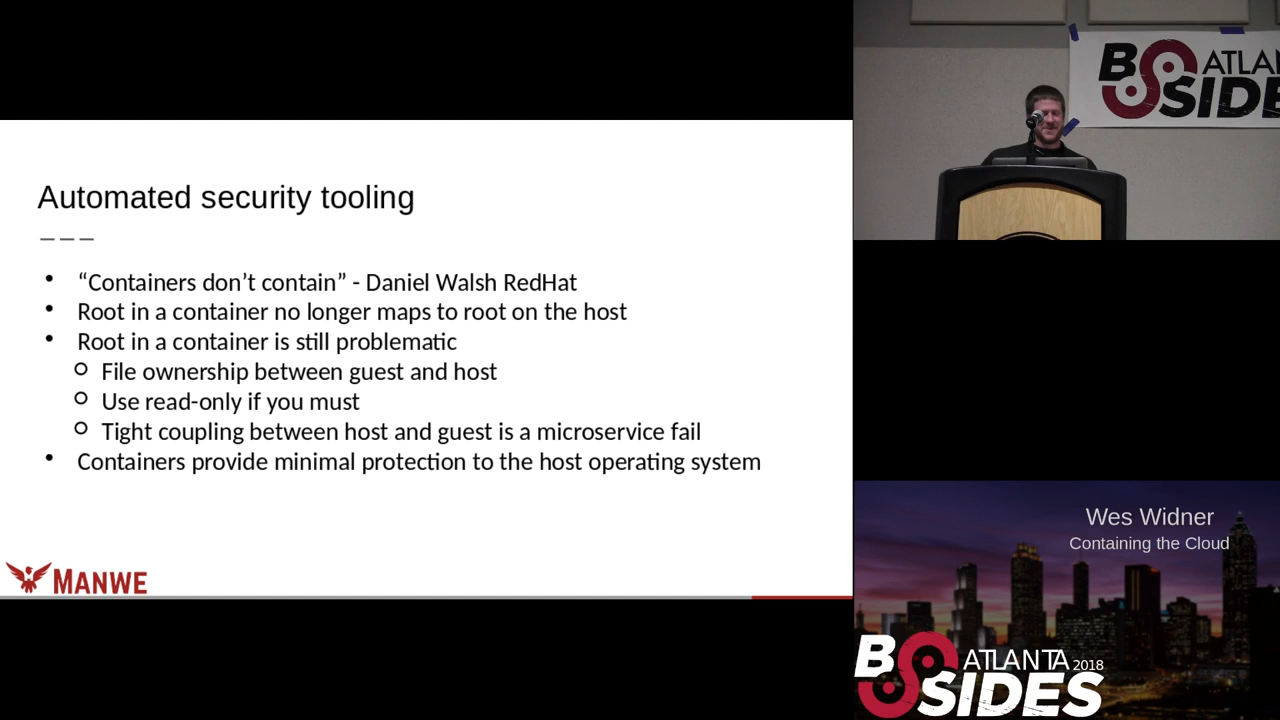 Automated security tooling
“Containers don’t contain” - Daniel Walsh RedHat
Root in a container no longer maps to root on the host
Root in a container is still problematic
File ownership between guest and host
Use read-only if you must
Tight coupling between host and guest is a microservice fail
Containers provide minimal protection to the host operating system
MANWE
B ATLAN
SIDE
Wes Widner
Containing the Cloud
B ATLANTA 2018
SIDES